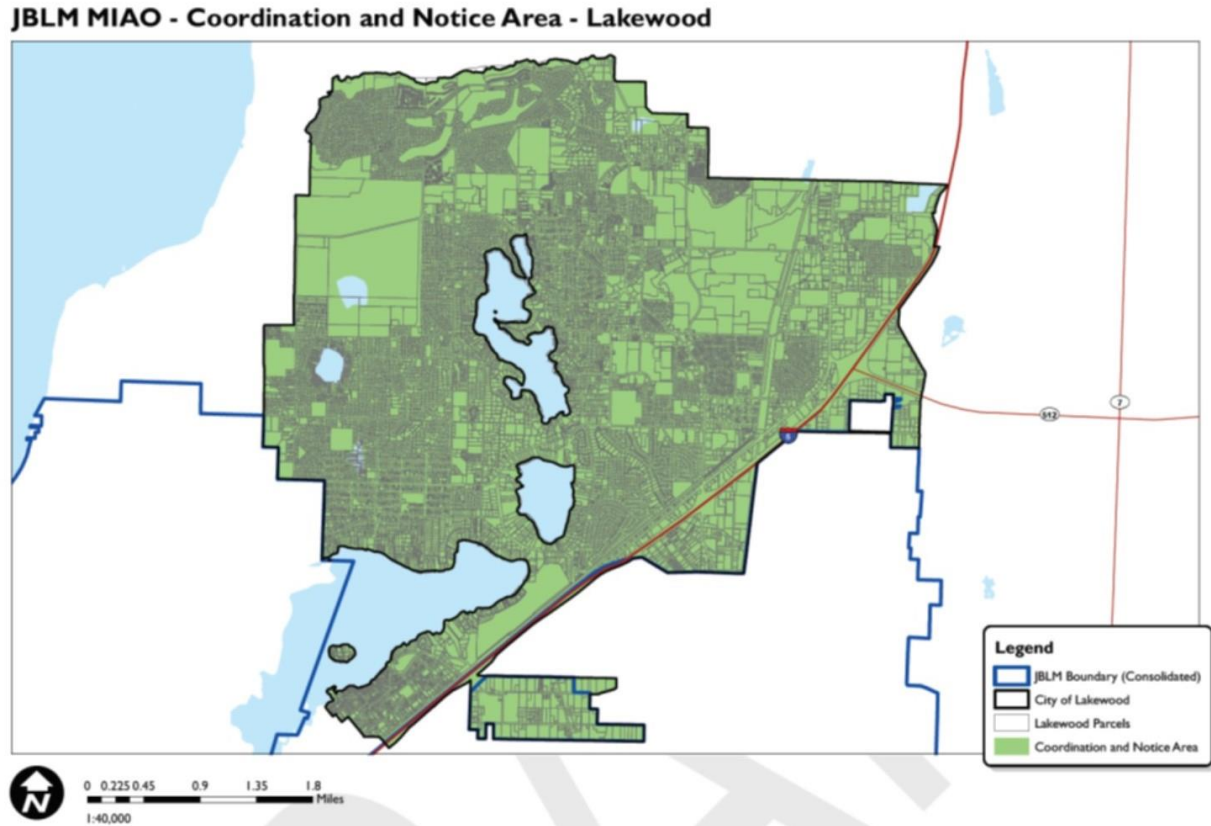 JBLM MIAO - Coordination and Notice Area - Lakewood
512
7
5
Legend
JBLM Boundary (Consolidated)
City of Lakewood
Lakewood Parcels
Coordination and Notice Area
N
0 0.225 0.45 0.9 1.35 1.8
Miles
1:40,000